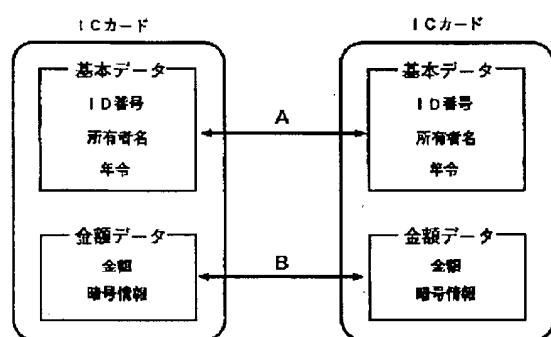 ICカード
基本データ
ID番号
所有者名
年令
金額データ
金額
暗号情報
A
B
ICカード
基本データ
ID番号
所有者名
年令
金額データ
金額
暗号情報